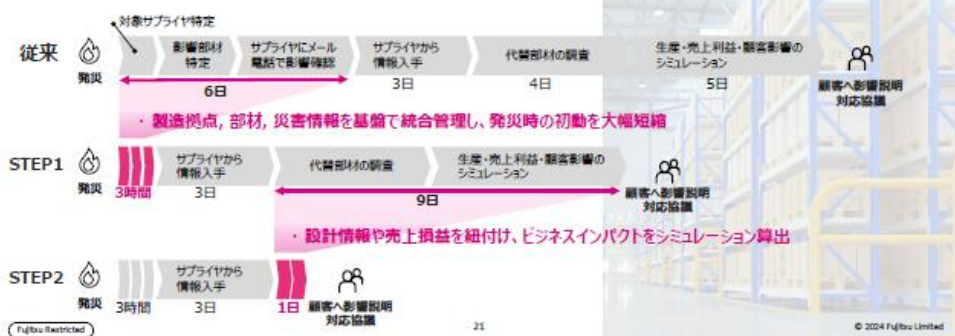 対象サプライヤ特定
従来
発災
影響部材
特定
サプライヤにメール
電話で影響確認
サプライヤから
情報入手
代替部材の調査
生産・売上利益・顧客影響の
シミュレーション
6日
3日
4日
5日
顧客へ影響説明
対応協議
・ 製造拠点, 部材, 災害情報を基盤で統合管理し、発災時の初動を大幅短縮
STEP1
発災
3時間
サプライヤから
情報入手
3日
代替部材の調査
生産・売上利益・顧客影響の
シミュレーション
9日
顧客へ影響説明
対応協議
・ 設計情報や売上損益を紐付け、ビジネスインパクトをシミュレーション算出
STEP2
発災
3時間
サプライヤから
情報入手
3日
1日
顧客へ影響説明
対応協議
Fujitsu Restricted
21
© 2024 Fujitsu Limited